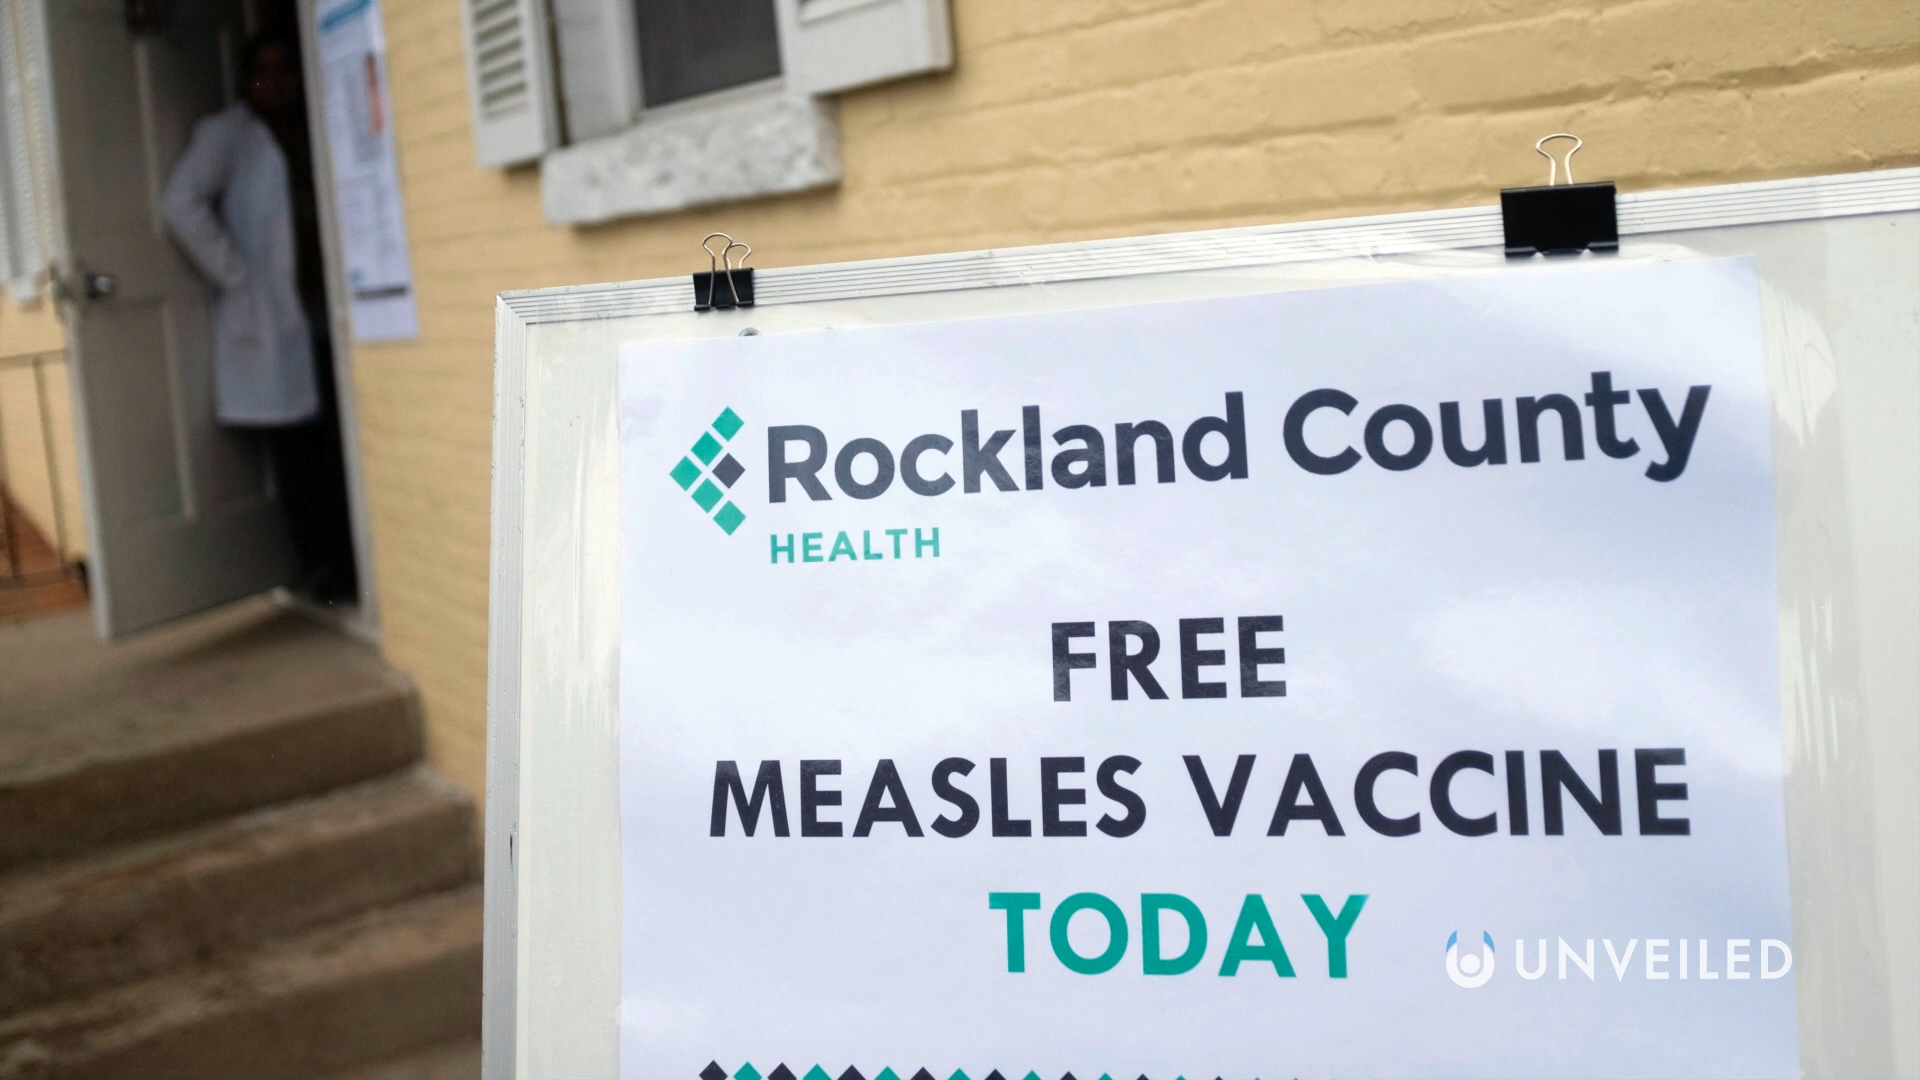 Rockland County
HEALTH
FREE
MEASLES VACCINE
TODAY
UNVEILED